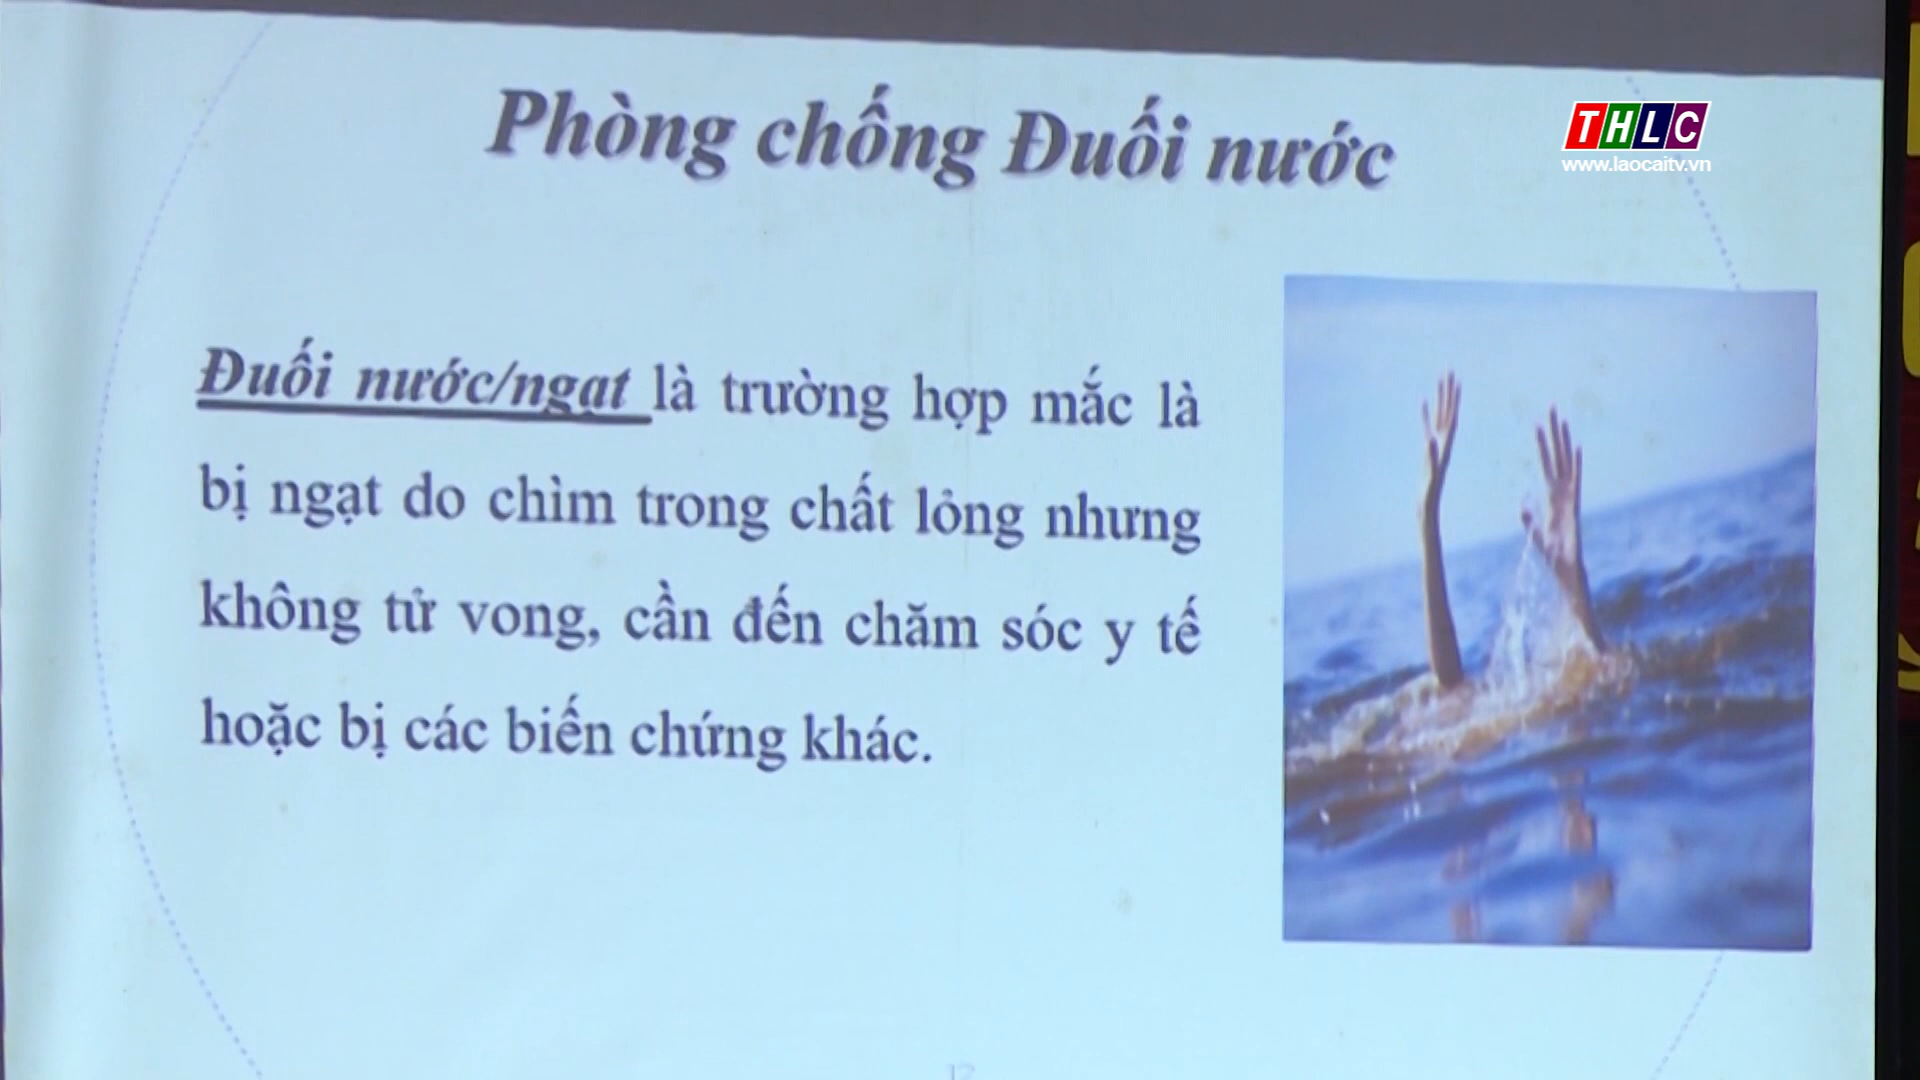 Phòng chống Đuối nước
THLC
www.laocaitv.vn
Đuối nước/ngạt là trường hợp mắc là
bị ngạt do chìm trong chất lỏng nhưng
không tử vong, cần đến chăm sóc y tế
hoặc bị các biến chứng khác.